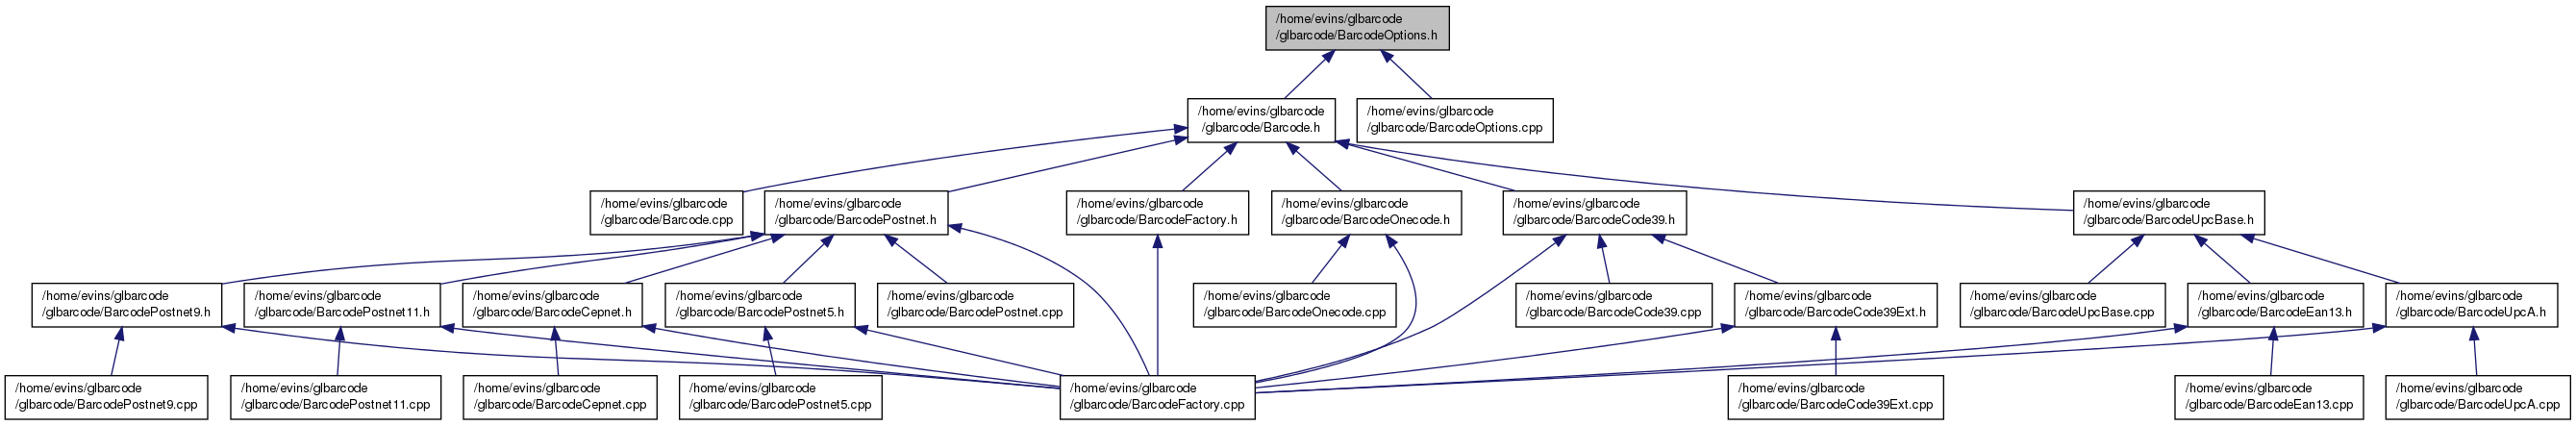 /home/evins/glbarcode
/glbarcode/BarcodeOptions.h
/home/evins/glbarcode
/glbarcode/Barcode.h
/home/evins/glbarcode
/glbarcode/BarcodeOptions.cpp
/home/evins/glbarcode
/glbarcode/Barcode.cpp
/home/evins/glbarcode
/glbarcode/BarcodePostnet.h
/home/evins/glbarcode
/glbarcode/BarcodeFactory.h
/home/evins/glbarcode
/glbarcode/BarcodeOnecode.h
/home/evins/glbarcode
/glbarcode/BarcodeCode39.h
/home/evins/glbarcode
/glbarcode/BarcodeUpcBase.h
/home/evins/glbarcode
/glbarcode/BarcodePostnet9.h
/home/evins/glbarcode
/glbarcode/BarcodePostnet11.h
/home/evins/glbarcode
/glbarcode/BarcodeCepnet.h
/home/evins/glbarcode
/glbarcode/BarcodePostnet5.h
/home/evins/glbarcode
/glbarcode/BarcodePostnet.cpp
/home/evins/glbarcode
/glbarcode/BarcodeOnecode.cpp
/home/evins/glbarcode
/glbarcode/BarcodeCode39.cpp
/home/evins/glbarcode
/glbarcode/BarcodeCode39Ext.h
/home/evins/glbarcode
/glbarcode/BarcodeUpcBase.cpp
/home/evins/glbarcode
/glbarcode/BarcodeEan13.h
/home/evins/glbarcode
/glbarcode/BarcodeUpcA.h
/home/evins/glbarcode
/glbarcode/BarcodePostnet9.cpp
/home/evins/glbarcode
/glbarcode/BarcodePostnet11.cpp
/home/evins/glbarcode
/glbarcode/BarcodeCepnet.cpp
/home/evins/glbarcode
/glbarcode/BarcodePostnet5.cpp
/home/evins/glbarcode
/glbarcode/BarcodeFactory.cpp
/home/evins/glbarcode
/glbarcode/BarcodeCode39Ext.cpp
/home/evins/glbarcode
/glbarcode/BarcodeEan13.cpp
/home/evins/glbarcode
/glbarcode/BarcodeUpcA.cpp